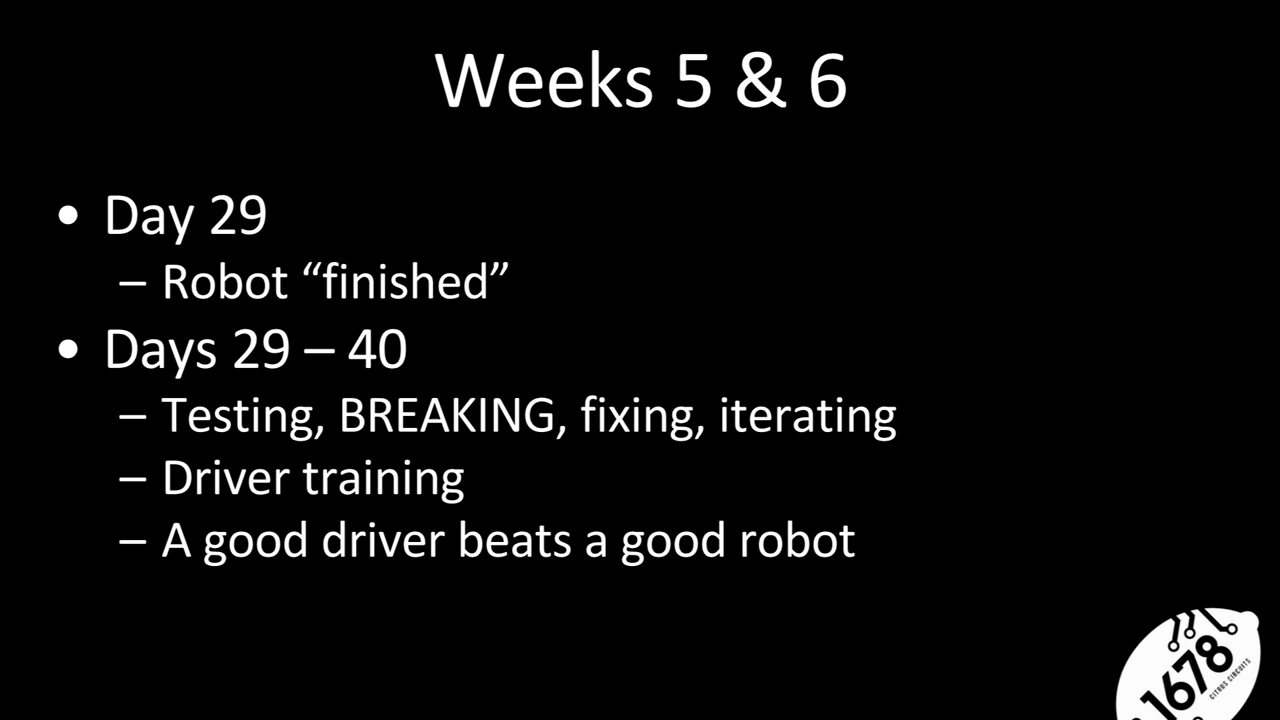 Weeks 5 & 6
• Day 29
– Robot “finished”
• Days 29 – 40
– Testing, BREAKING, fixing, iterating
– Driver training
– A good driver beats a good robot
1678
CITRUS CIRCUITS